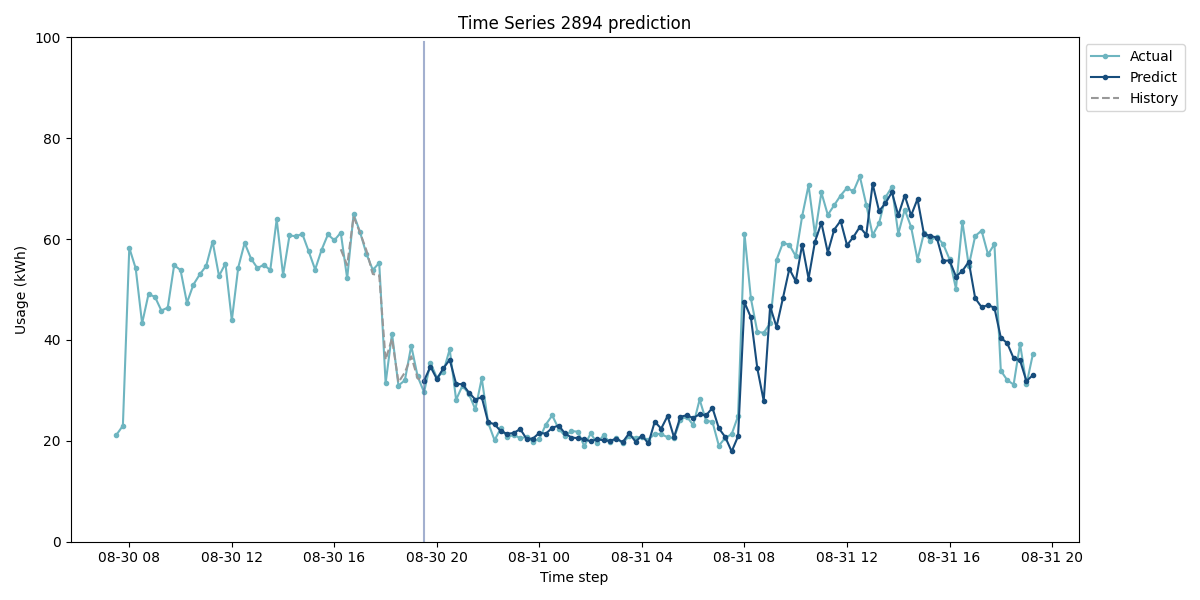 Time Series 2894 prediction
100
80
60
40
20
0
Usage (kWh)
08-30 08
08-30 12
08-30 16
08-30 20
08-31 00
08-31 04
08-31 08
08-31 12
08-31 16
08-31 20
Time step
Actual
Predict
History